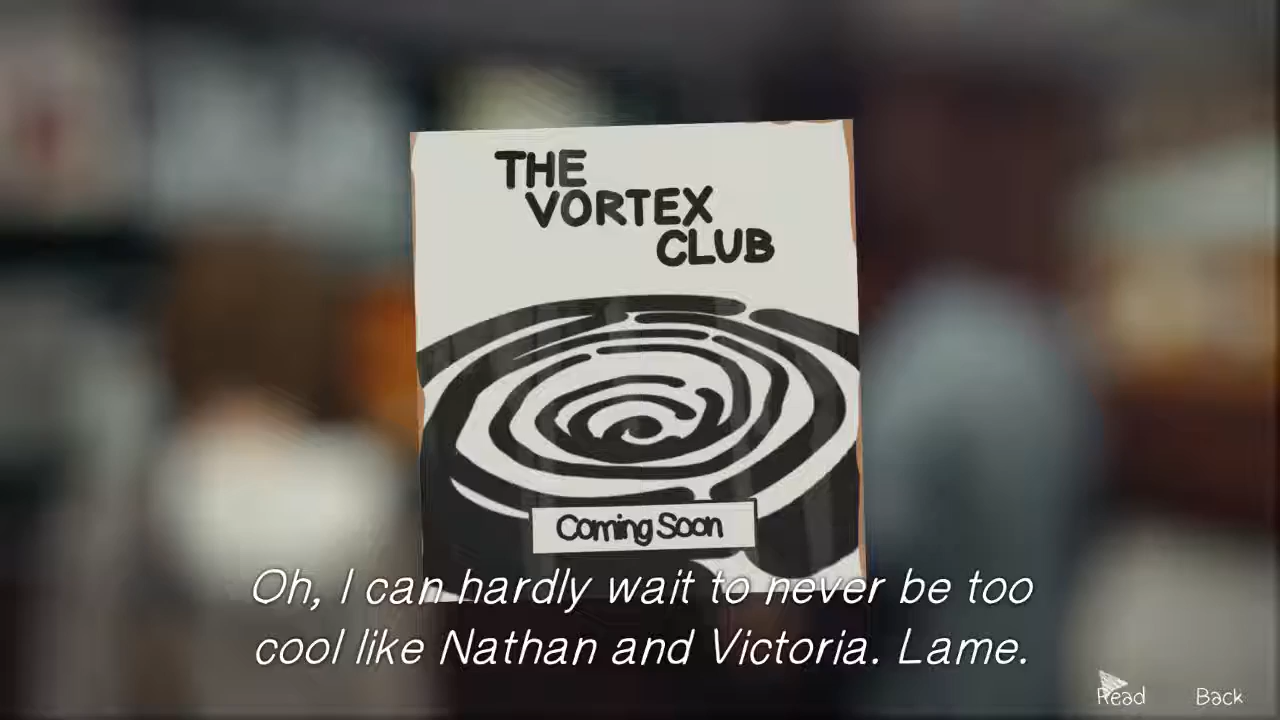 THE
VORTEX
CLUB
Coming Soon
Oh, I can hardly wait to never be too
cool like Nathan and Victoria. Lame.
Read Back